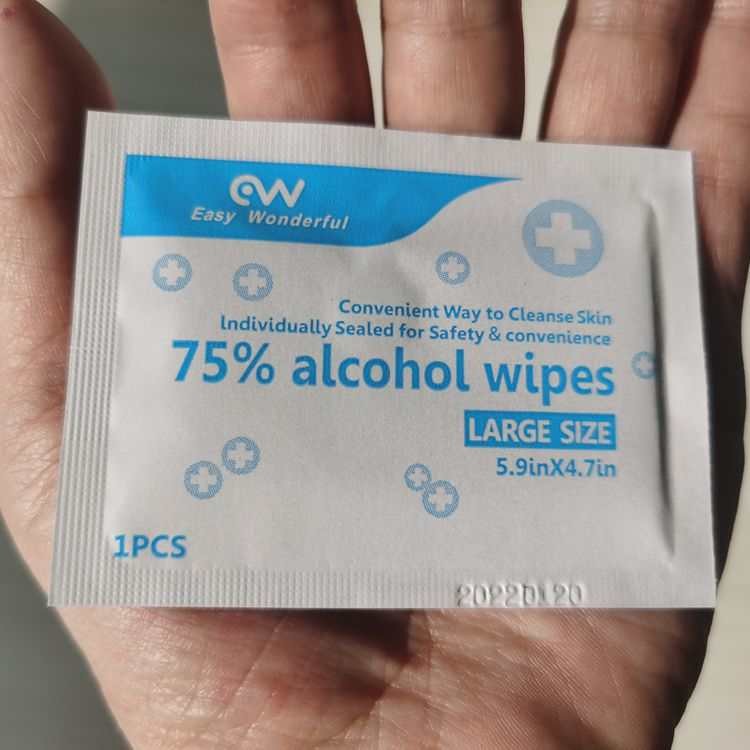 ew
Easy Wonderful
Convenient Way to Cleanse Skin
Individually Sealed for Safety & convenience
75% alcohol wipes
LARGE SIZE
5.9inX4.7in
1PCS
20220120